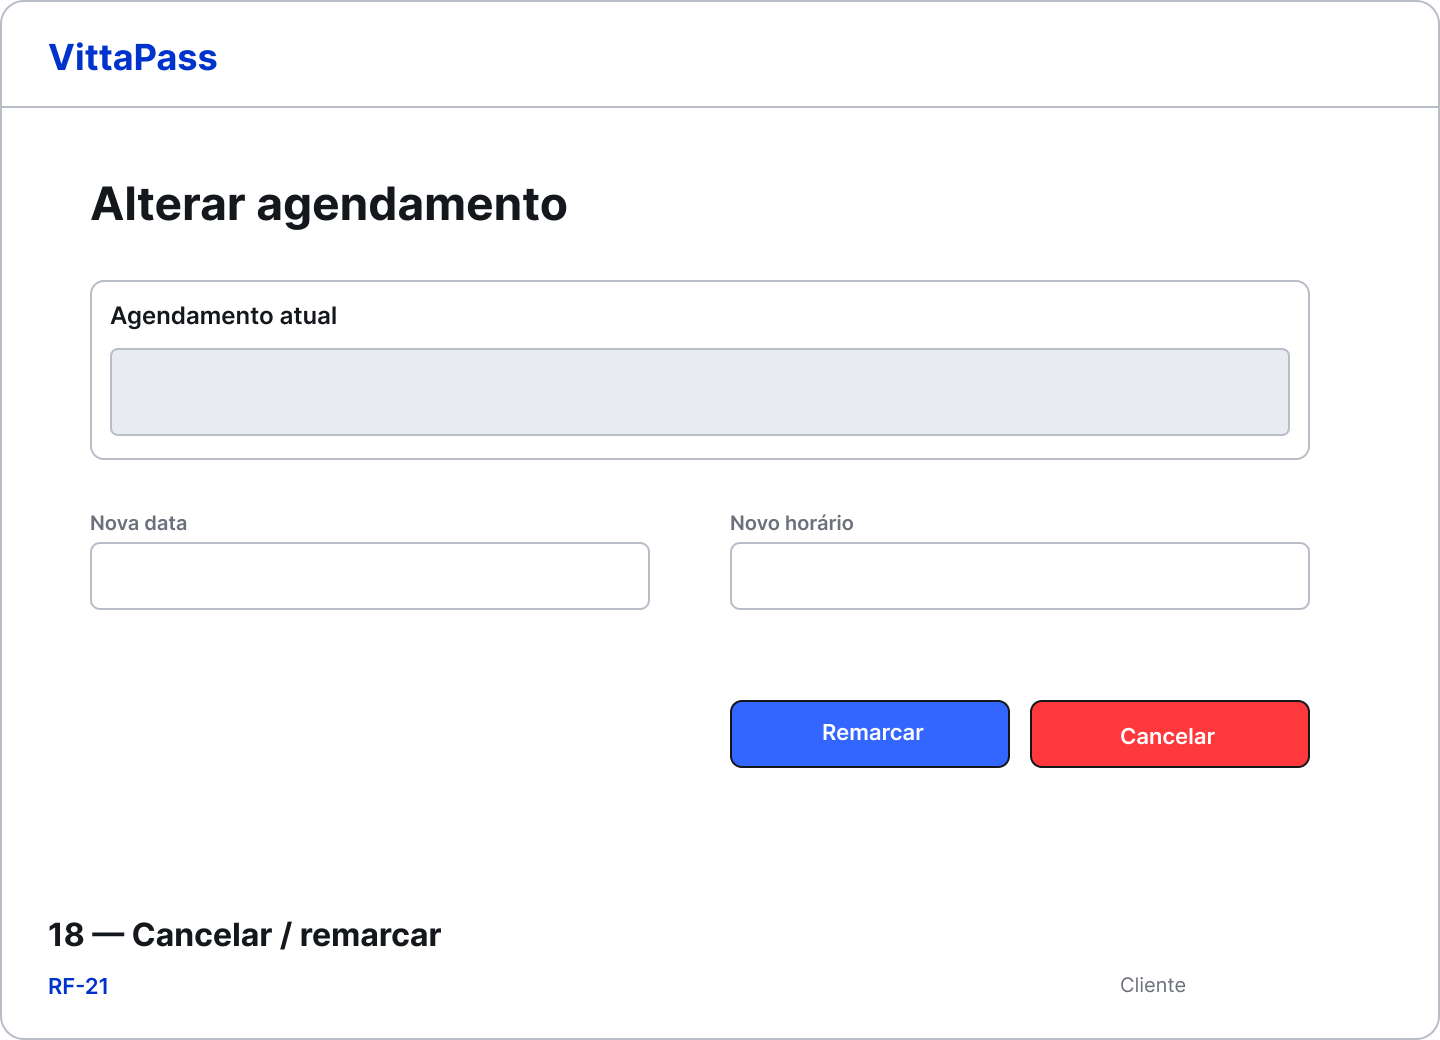 VittaPass
Alterar agendamento
Agendamento atual
Nova data
Novo horário
Remarcar
Cancelar
18 — Cancelar / remarcar
RF-21
Cliente